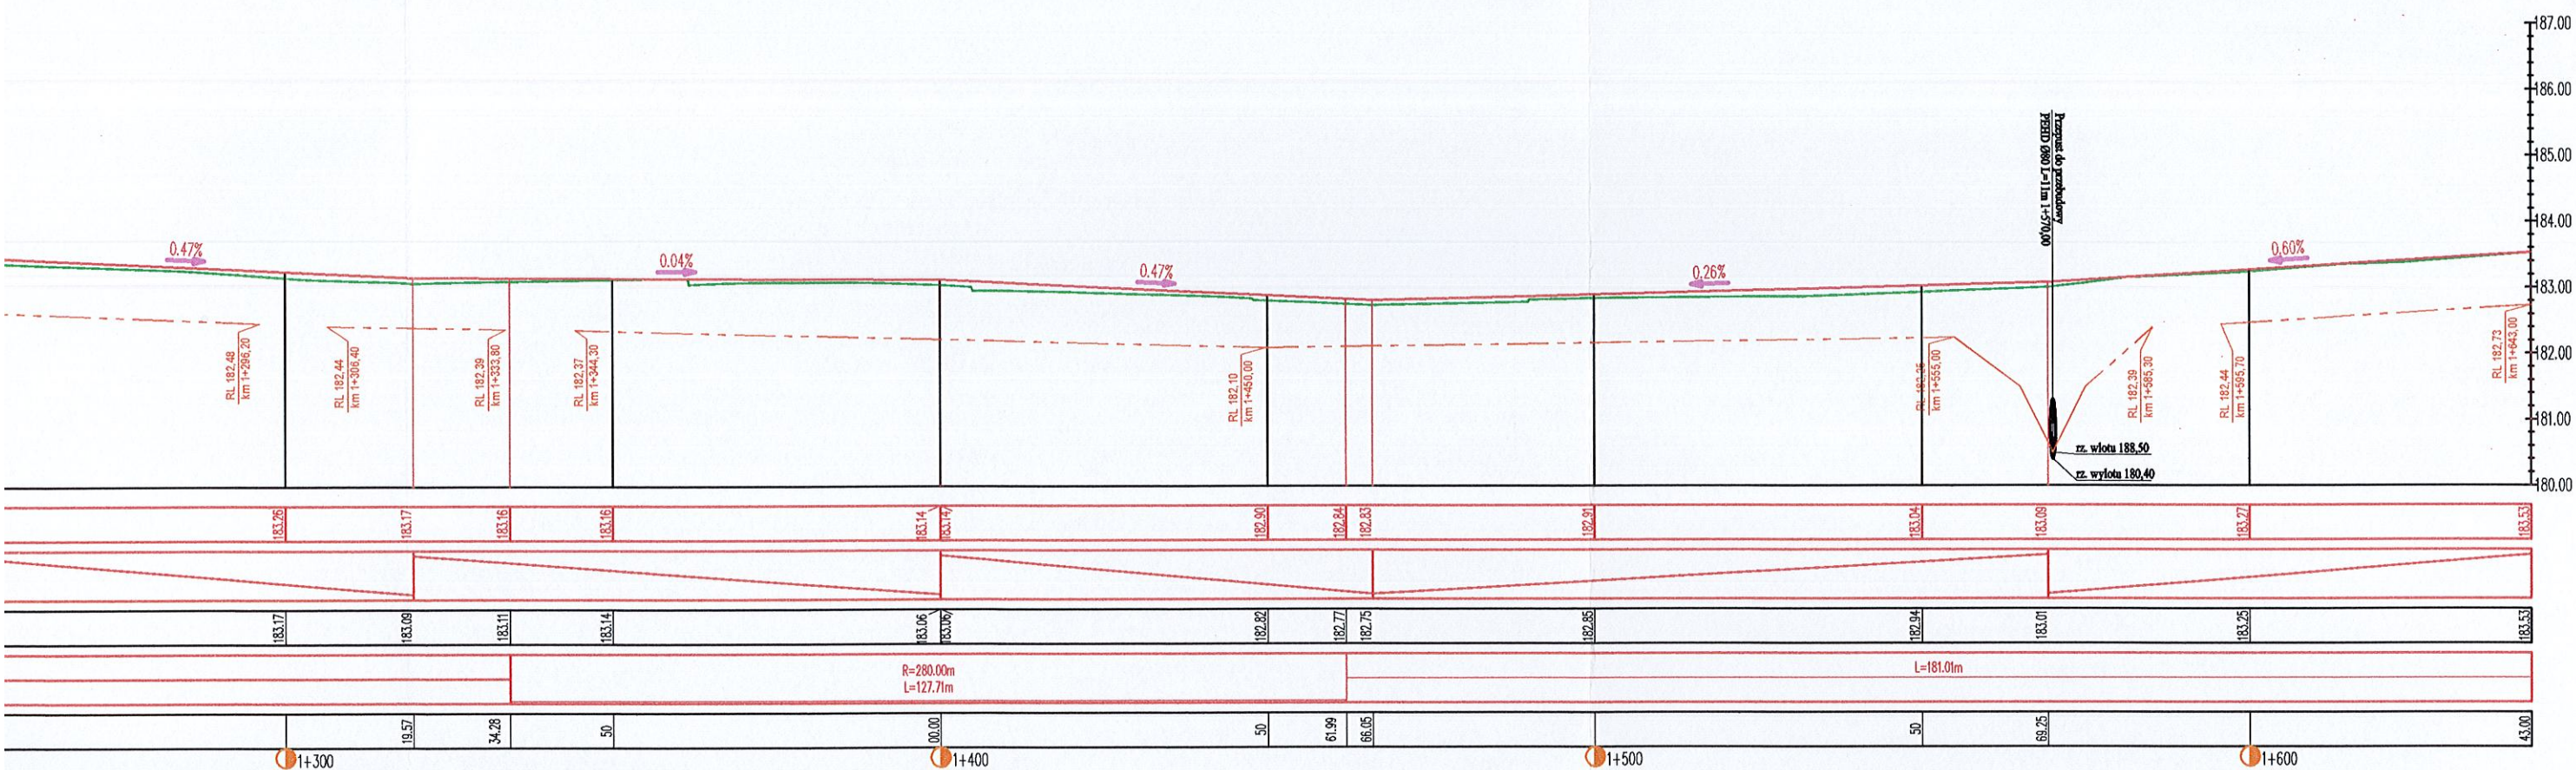 187.00
186.00
185.00
184.00
183.00
182.00
181.00
180.00
Przepust do przebudowy
PEHD Ø80 L=11m 1+570,00
0.47%
0.04%
0.47%
0.26%
0.60%
RL 182,48
km 1+296,20
RL 182,44
km 1+306,40
RL 182,39
km 1+333,80
RL 182,37
km 1+344,30
RL 182,10
km 1+450,00
km 1+555,00
RL 182,39
km 1+585,30
RL 182,44
km 1+595,70
RL 182,73
km 1+643,00
rz. wlotu 188,50
rz. wylotu 180,40
183.26 183.17 183.16 183.16 183.14 183.14 182.90 182.84 182.83 182.91 183.04 183.09 183.27 183.53
183.17 183.09 183.11 183.14 183.06 183.06 182.82 182.77 182.75 182.85 182.94 183.01 183.25 183.53
R=280.00m
L=127.71m
L=181.01m
19.57 34.28 50 00.00 50 61.99 66.05 50 69.25 43.00
1+300 1+400 1+500 1+600